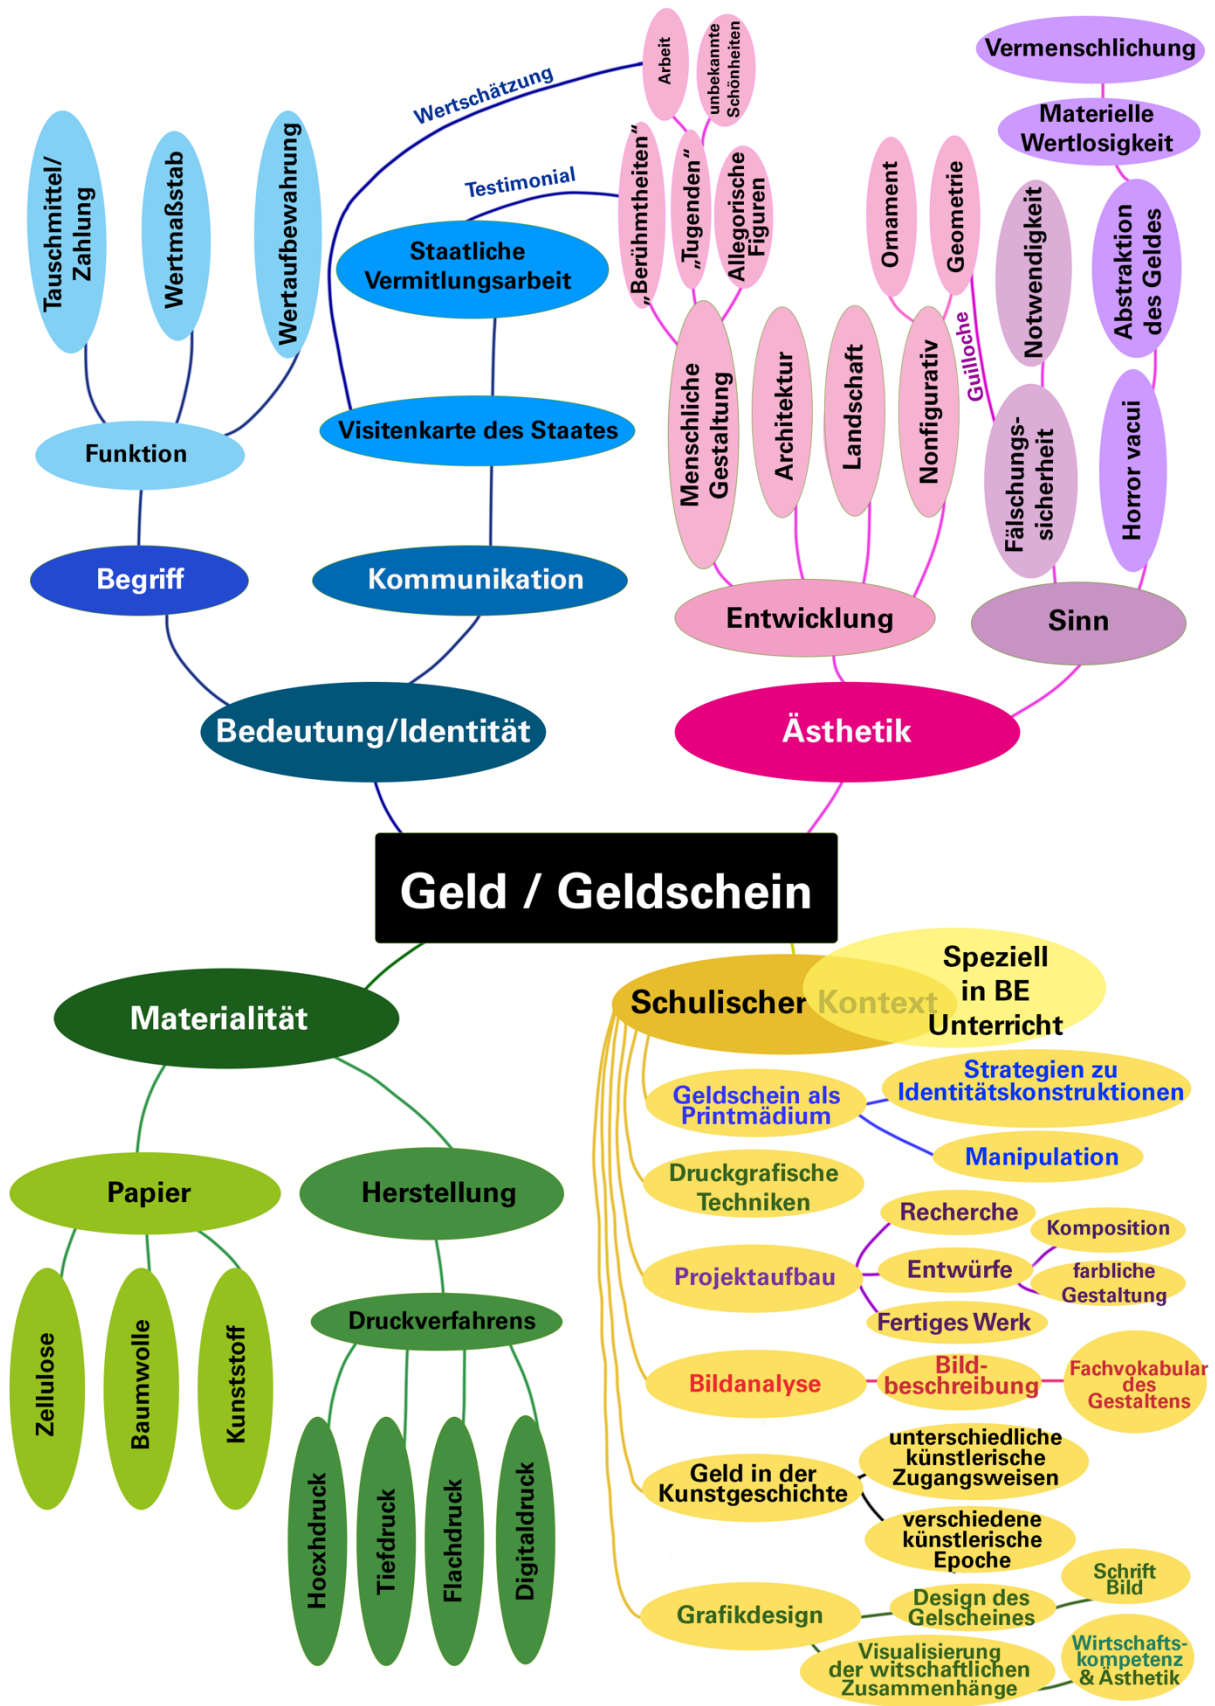 Vermenschlichung
Materielle
Wertlosigkeit
Abstraktion
des Geldes
Horror vacui
Notwendigkeit
Fälschungs-
sicherheit
Sinn
Guilloche
Ornament
Geometrie
Nonfigurativ
Landschaft
Architektur
Arbeit
unbekannte
Schönheiten
„Berühmtheiten“
„Tugenden“
Allegorische
Figuren
Menschliche
Gestaltung
Entwicklung
Ästhetik
Wertschätzung
Testimonial
Staatliche
Vermitlungsarbeit
Visitenkarte des Staates
Kommunikation
Tauschmittel/
Zahlung
Wertmaßstab
Wertaufbewahrung
Funktion
Begriff
Bedeutung/Identität
Geld / Geldschein
Materialität
Papier
Zellulose
Baumwolle
Kunststoff
Herstellung
Druckverfahrens
Hocxhdruck
Tiefdruck
Flachdruck
Digitaldruck
Schulischer Kontext
Speziell
in BE
Unterricht
Geldschein als
Printmädium
Strategien zu
Identitätskonstruktionen
Manipulation
Druckgrafische
Techniken
Projektaufbau
Recherche
Entwürfe
Komposition
farbliche
Gestaltung
Fertiges Werk
Bildanalyse
Bild-
beschreibung
Fachvokabular
des
Gestaltens
Geld in der
Kunstgeschichte
unterschiedliche
künstlerische
Zugangsweisen
verschiedene
künstlerische
Epoche
Grafikdesign
Design des
Gelscheines
Schrift
Bild
Visualisierung
der witschaftlichen
Zusammenhänge
Wirtschafts-
kompetenz
& Ästhetik